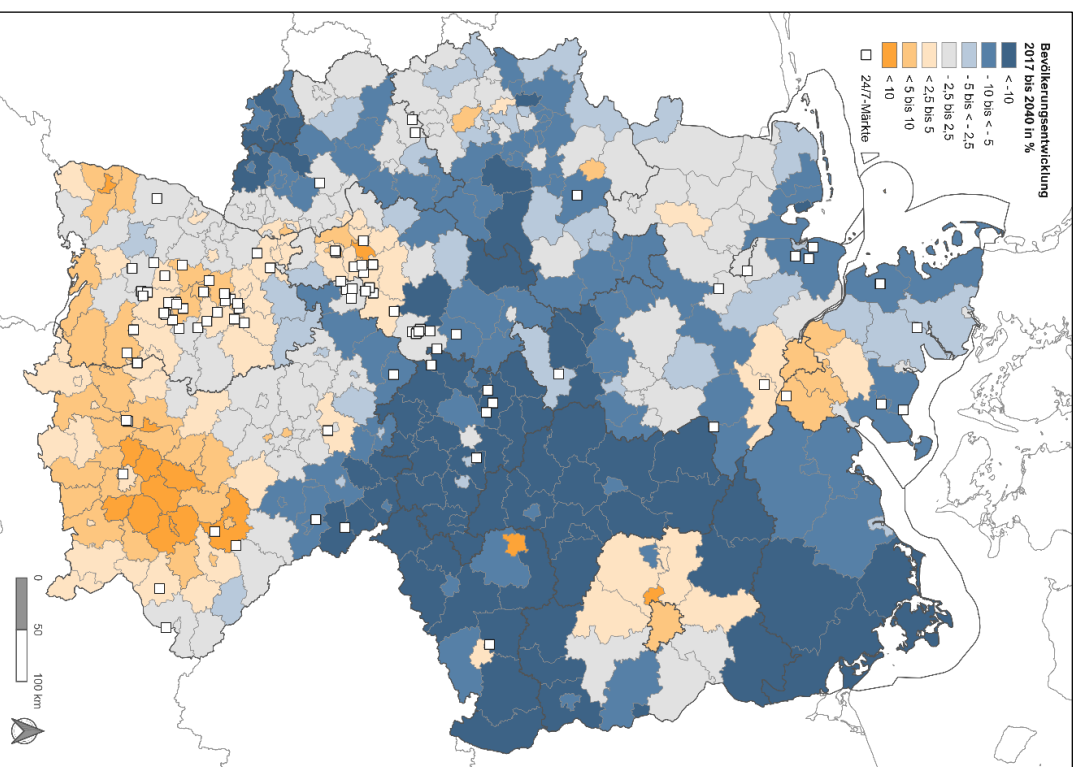 Bevölkerungsentwicklung
2017 bis 2040 in %
< -10
- 10 bis < - 5
- 5 bis < - 2,5
- 2,5 bis 2,5
< 2,5 bis 5
< 5 bis 10
< 10
24/7-Märkte
0 50 100 km